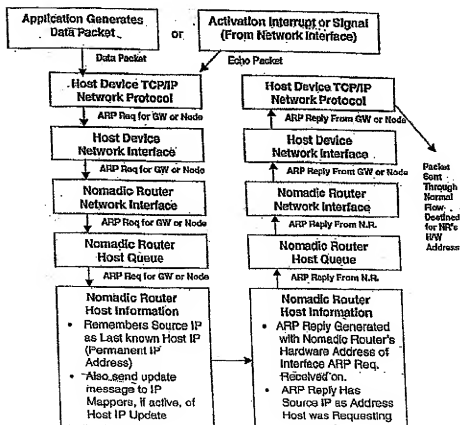 Application Generates
Data Packet
or
Activation Interrupt or Signal
(From Network Interface)
Data Packet
Echo Packet
Host Device TCP/IP
Network Protocol
ARP Req for GW or Node
Host Device
Network Interface
ARP Req for GW or Node
Nomadic Router
Network Interface
ARP Req for GW or Node
Nomadic Router
Host Queue
ARP Req for GW or Node
Nomadic Router
Host Information
• Remembers Source IP
as Last known Host IP
(Permanent IP
Address)
• Also send update
message to IP
Mappers, if active, of
Host IP Update
Host Device TCP/IP
Network Protocol
ARP Reply From GW or Node
Host Device
Network Interface
ARP Reply From GW or Node
Nomadic Router
Network Interface
ARP Reply From N.R.
Nomadic Router
Host Queue
ARP Reply From N.R.
Nomadic Router
Host Information
• ARP Reply Generated
with Nomadic Router's
Hardware Address of
Interface ARP Req.
Received on.
• ARP Reply Has
Source IP as Address
Host was Requesting
Packet
Sent
Through
Normal
Flow
Destined
for NR's
H/W
Address